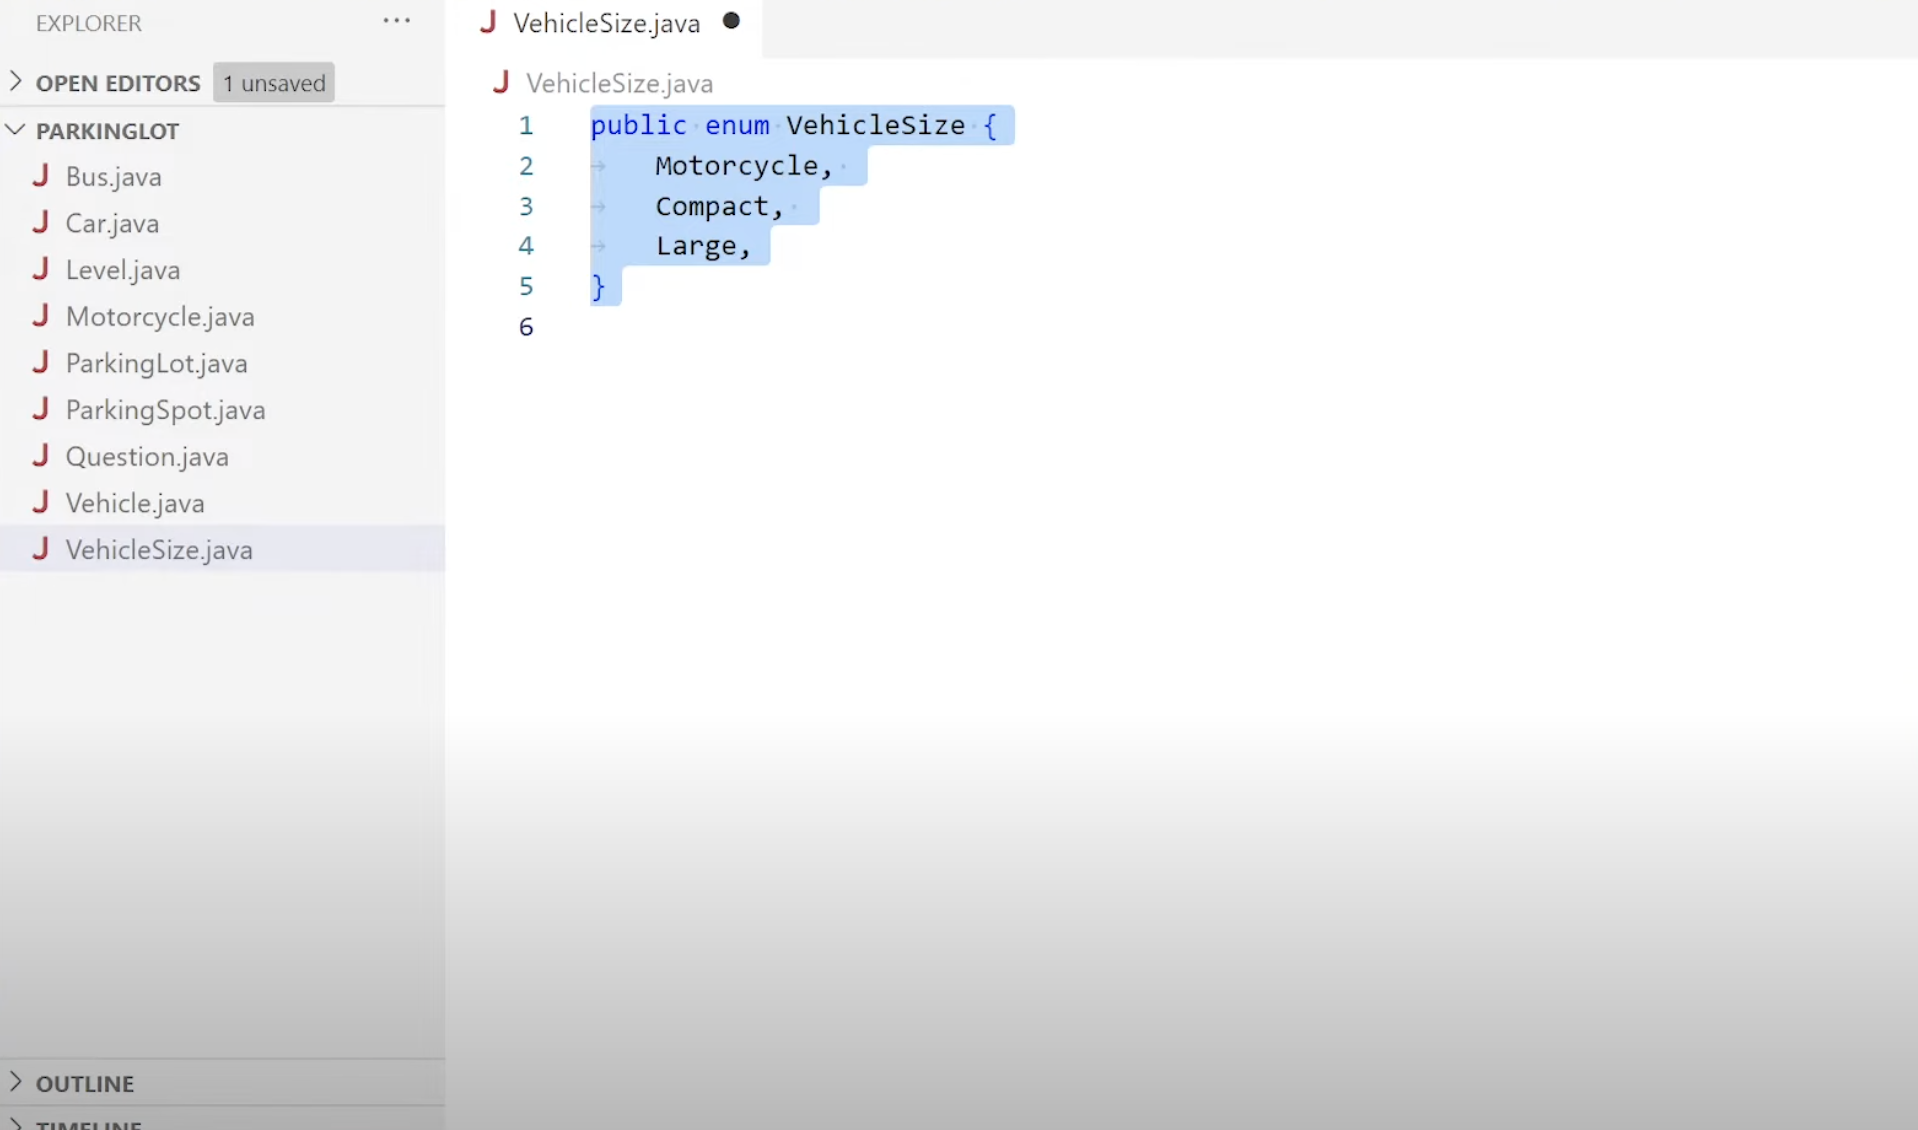 EXPLORER ···
OPEN EDITORS 1 unsaved
PARKINGLOT
J Bus.java
J Car.java
J Level.java
J Motorcycle.java
J ParkingLot.java
J ParkingSpot.java
J Question.java
J Vehicle.java
J VehicleSize.java
OUTLINE
TIMELINE
J VehicleSize.java ●
J VehicleSize.java
1 public enum VehicleSize {
2 Motorcycle,
3 Compact,
4 Large,
5 }
6